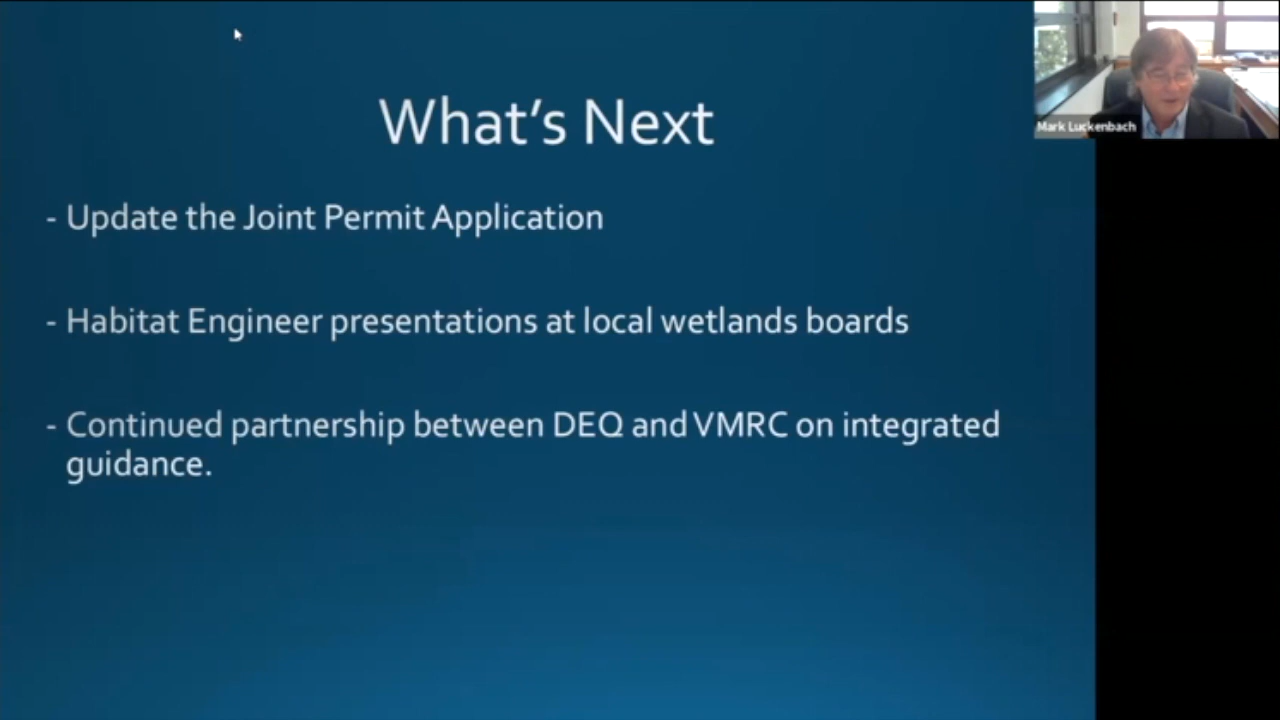 What's Next
- Update the Joint Permit Application
- Habitat Engineer presentations at local wetlands boards
- Continued partnership between DEQ and VMRC on integrated
guidance.
Mark Luckenbach